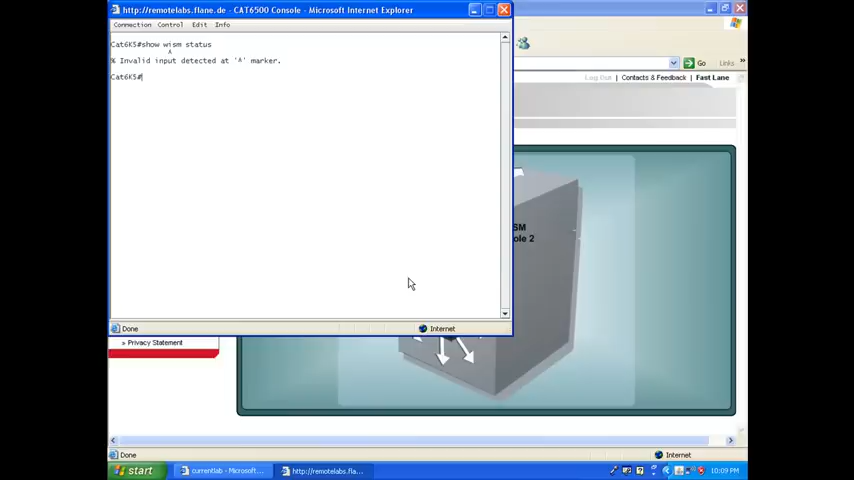 http://remotelabs.flane.de - CAT6500 Console - Microsoft Internet Explorer
Connection Control Edit Info
Cat6K5#show wism status
^
% Invalid input detected at '^' marker.
Cat6K5#
Done
Internet
Go
Links »
Log Out | Contacts & Feedback | Fast Lane
SM
ole 2
» Privacy Statement
Done
Internet
start
currentlab - Microsoft...
http://remotelabs.fla...
10:09 PM